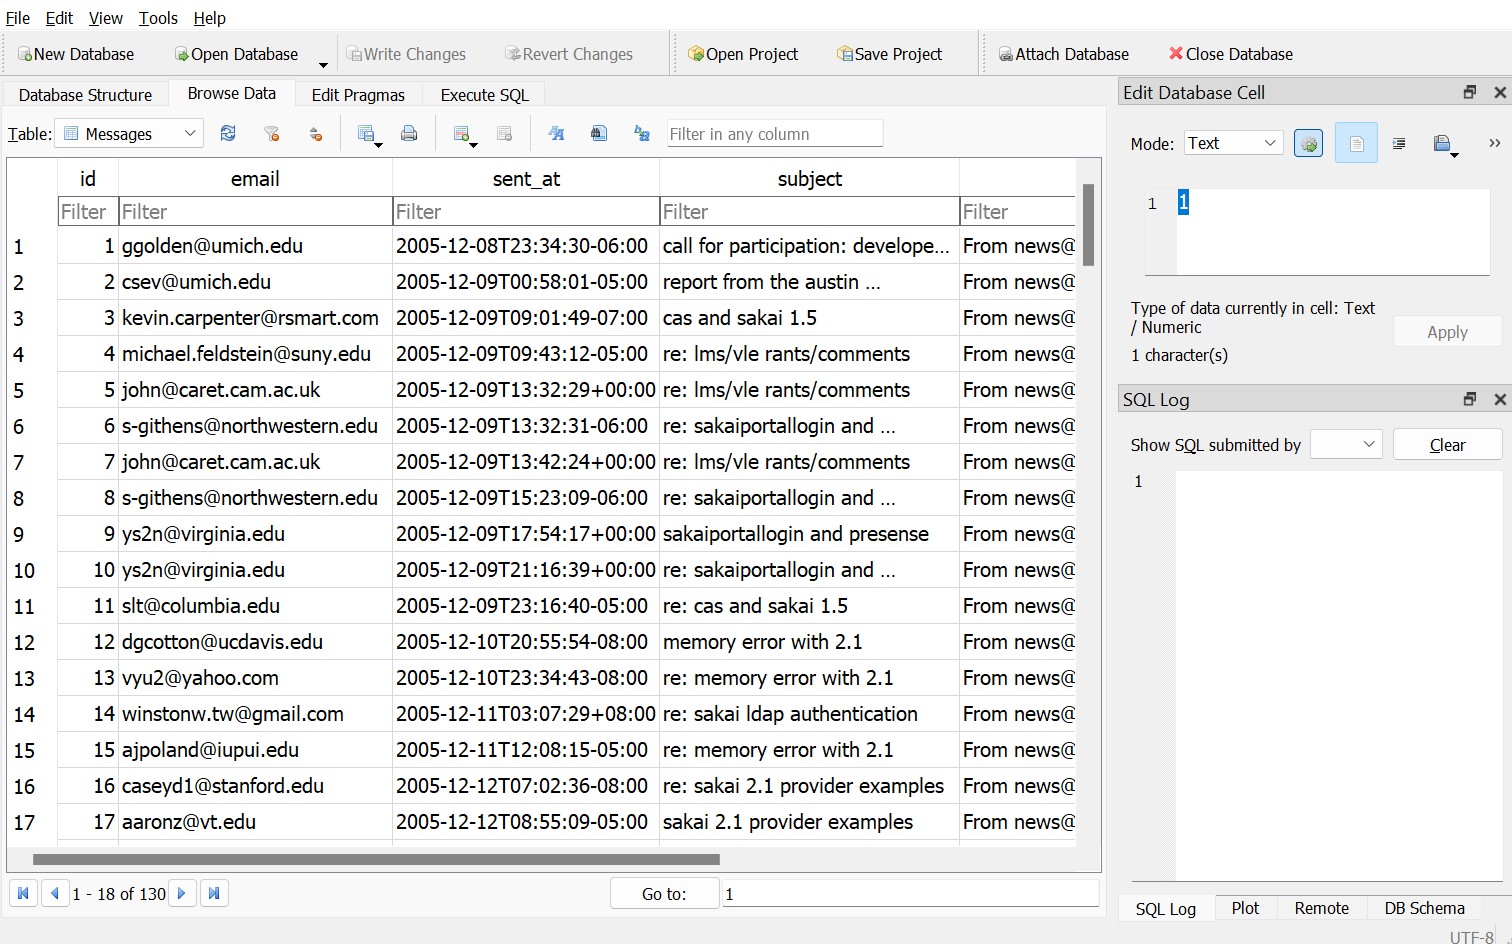 File Edit View Tools Help
New Database Open Database Write Changes Revert Changes Open Project Save Project Attach Database Close Database
Database Structure Browse Data Edit Pragmas Execute SQL
Table: Messages Filter in any column
id email sent_at subject
Filter Filter Filter Filter Filter
1 1 ggolden@umich.edu 2005-12-08T23:34:30-06:00 call for participation: develope... From news@
2 2 csev@umich.edu 2005-12-09T00:58:01-05:00 report from the austin ... From news@
3 3 kevin.carpenter@rsmart.com 2005-12-09T09:01:49-07:00 cas and sakai 1.5 From news@
4 4 michael.feldstein@suny.edu 2005-12-09T09:43:12-05:00 re: lms/vle rants/comments From news@
5 5 john@caret.cam.ac.uk 2005-12-09T13:32:29+00:00 re: lms/vle rants/comments From news@
6 6 s-githens@northwestern.edu 2005-12-09T13:32:31-06:00 re: sakaiportallogin and ... From news@
7 7 john@caret.cam.ac.uk 2005-12-09T13:42:24+00:00 re: lms/vle rants/comments From news@
8 8 s-githens@northwestern.edu 2005-12-09T15:23:09-06:00 re: sakaiportallogin and ... From news@
9 9 ys2n@virginia.edu 2005-12-09T17:54:17+00:00 sakaiportallogin and presense From news@
10 10 ys2n@virginia.edu 2005-12-09T21:16:39+00:00 re: sakaiportallogin and ... From news@
11 11 slt@columbia.edu 2005-12-09T23:16:40-05:00 re: cas and sakai 1.5 From news@
12 12 dgcotton@ucdavis.edu 2005-12-10T20:55:54-08:00 memory error with 2.1 From news@
13 13 vyu2@yahoo.com 2005-12-10T23:34:43-08:00 re: memory error with 2.1 From news@
14 14 winstonw.tw@gmail.com 2005-12-11T03:07:29+08:00 re: sakai ldap authentication From news@
15 15 ajpoland@iupui.edu 2005-12-11T12:08:15-05:00 re: memory error with 2.1 From news@
16 16 caseyd1@stanford.edu 2005-12-12T07:02:36-08:00 re: sakai 2.1 provider examples From news@
17 17 aaronz@vt.edu 2005-12-12T08:55:09-05:00 sakai 2.1 provider examples From news@
1 - 18 of 130 Go to: 1
Edit Database Cell
Mode: Text
1 1
Type of data currently in cell: Text
/ Numeric
1 character(s)
Apply
SQL Log
Show SQL submitted by Clear
1
SQL Log Plot Remote DB Schema
UTF-8